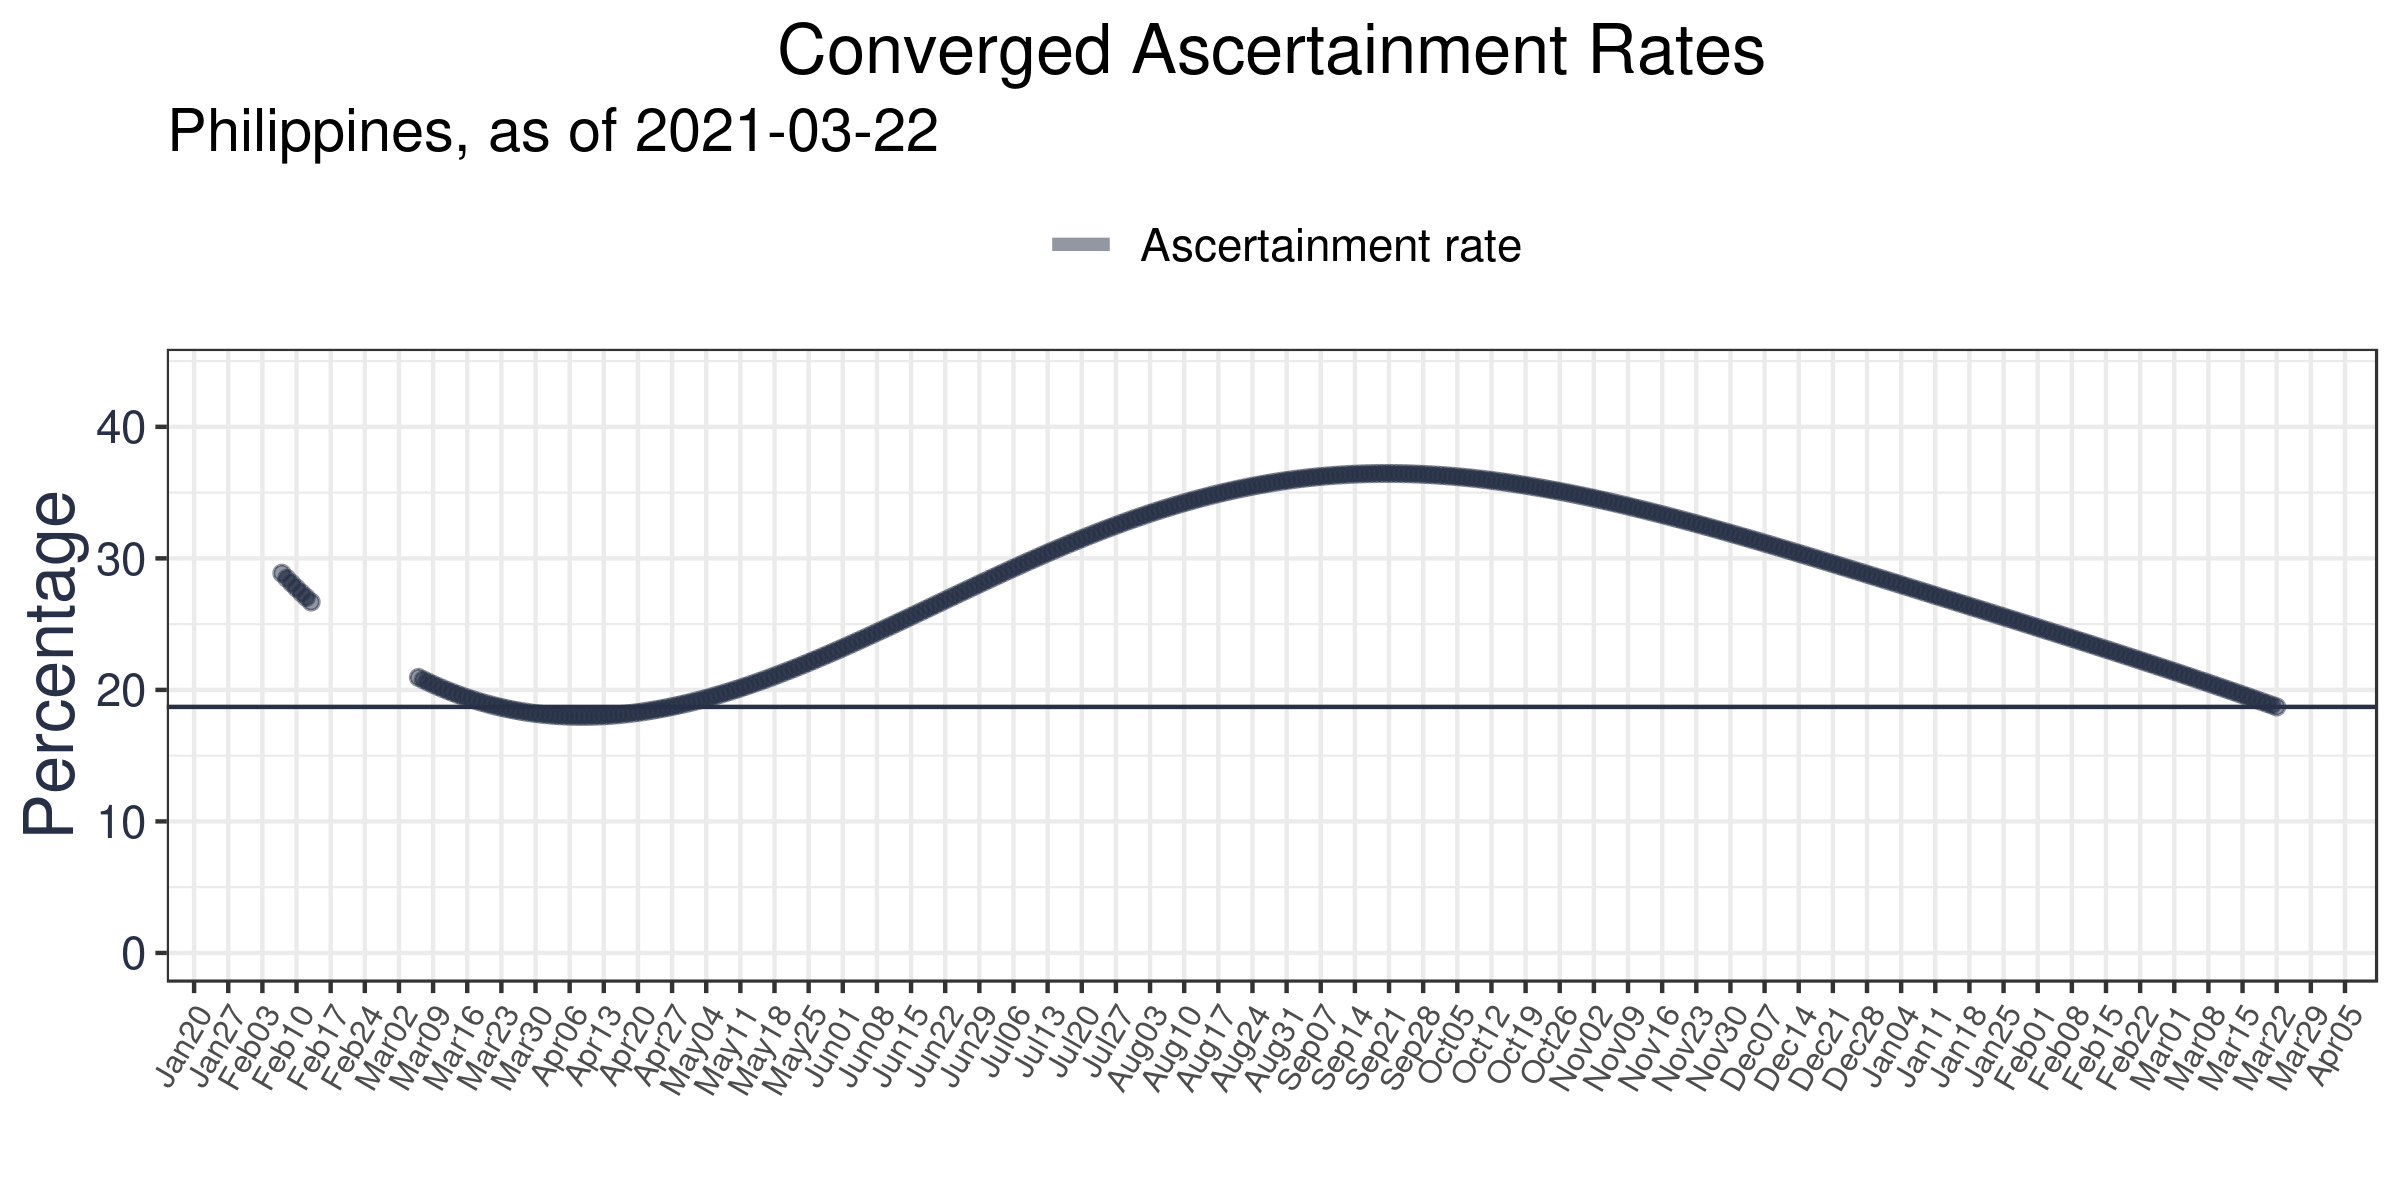 Converged Ascertainment Rates
Philippines, as of 2021-03-22
Ascertainment rate
Percentage
40
30
20
10
0
Jan20 Jan27 Feb03 Feb10 Feb17 Feb24 Mar02 Mar09 Mar16 Mar23 Mar30 Apr06 Apr13 Apr20 Apr27 May04 May11 May18 May25 Jun01 Jun08 Jun15 Jun22 Jun29 Jul06 Jul13 Jul20 Jul27 Aug03 Aug10 Aug17 Aug24 Aug31 Sep07 Sep14 Sep21 Sep28 Oct05 Oct12 Oct19 Oct26 Nov02 Nov09 Nov16 Nov23 Nov30 Dec07 Dec14 Dec21 Dec28 Jan04 Jan11 Jan18 Jan25 Feb01 Feb08 Feb15 Feb22 Mar01 Mar08 Mar15 Mar22 Mar29 Apr05